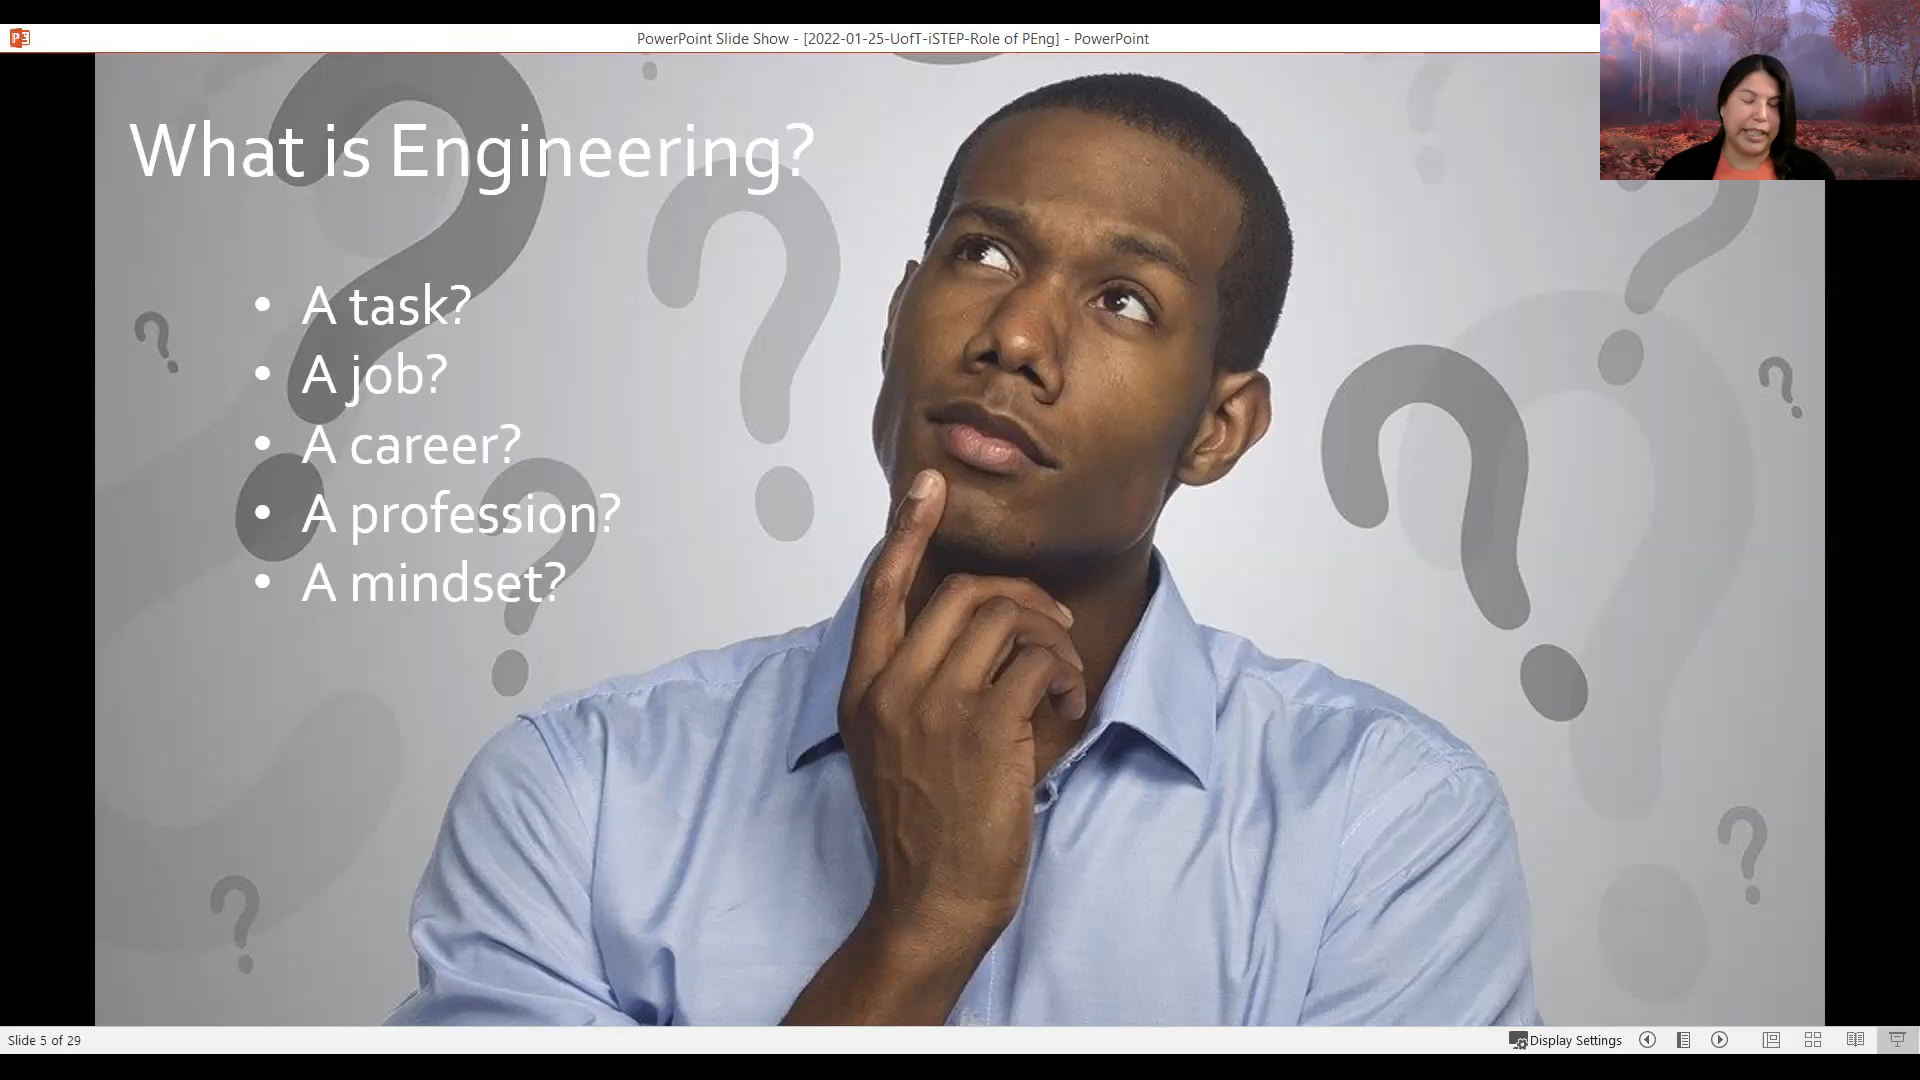 PowerPoint Slide Show - [2022-01-25-UofT-iSTEP-Role of PEng] - PowerPoint
What is Engineering?
• A task?
• A job?
• A career?
• A profession?
• A mindset?
Slide 5 of 29
Display Settings